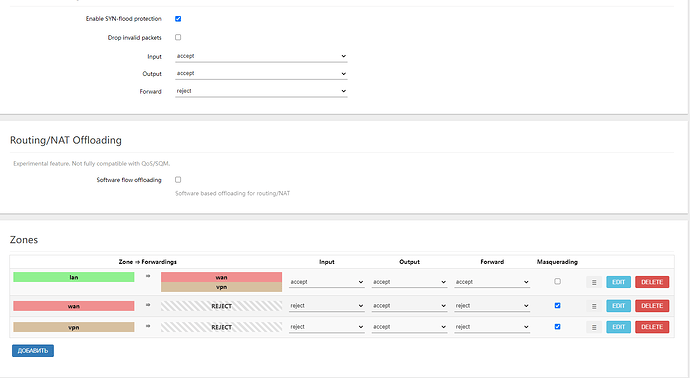 Enable SYN-flood protection
Drop invalid packets
Input accept
Output accept
Forward reject
Routing/NAT Offloading
Experimental feature. Not fully compatible with QoS/SQM.
Software flow offloading
Software based offloading for routing/NAT
Zones
Zone ⇒ Forwardings Input Output Forward Masquerading
lan ⇒ wan vpn accept accept accept EDIT DELETE
wan ⇒ REJECT reject accept reject EDIT DELETE
vpn ⇒ REJECT reject accept reject EDIT DELETE
ДОБАВИТЬ